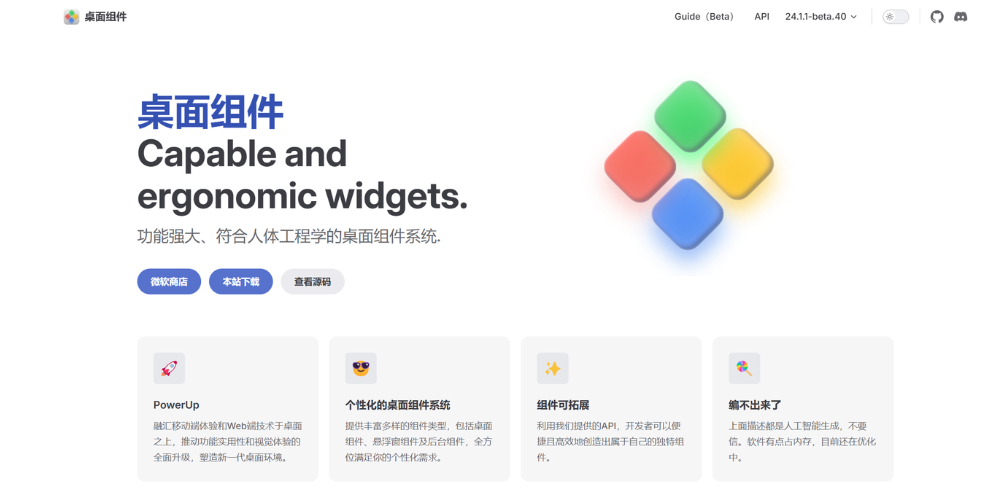 桌面组件
Guide（Beta）
API
24.1.1-beta.40
桌面组件
Capable and
ergonomic widgets.
功能强大、符合人体工程学的桌面组件系统.
微软商店
本站下载
查看源码
PowerUp
融汇移动端体验和Web端技术于桌面
之上，推动功能实用性和视觉体验的
全面升级，塑造新一代桌面环境。
个性化的桌面组件系统
提供丰富多样的组件类型，包括桌面
组件、悬浮窗组件及后台组件，全方
位满足你的个性化需求。
组件可拓展
利用我们提供的API，开发者可以便
捷且高效地创造出属于自己的独特组
件。
编不出来了
上面描述都是人工智能生成，不要
信。软件有点占内存，目前还在优化
中。